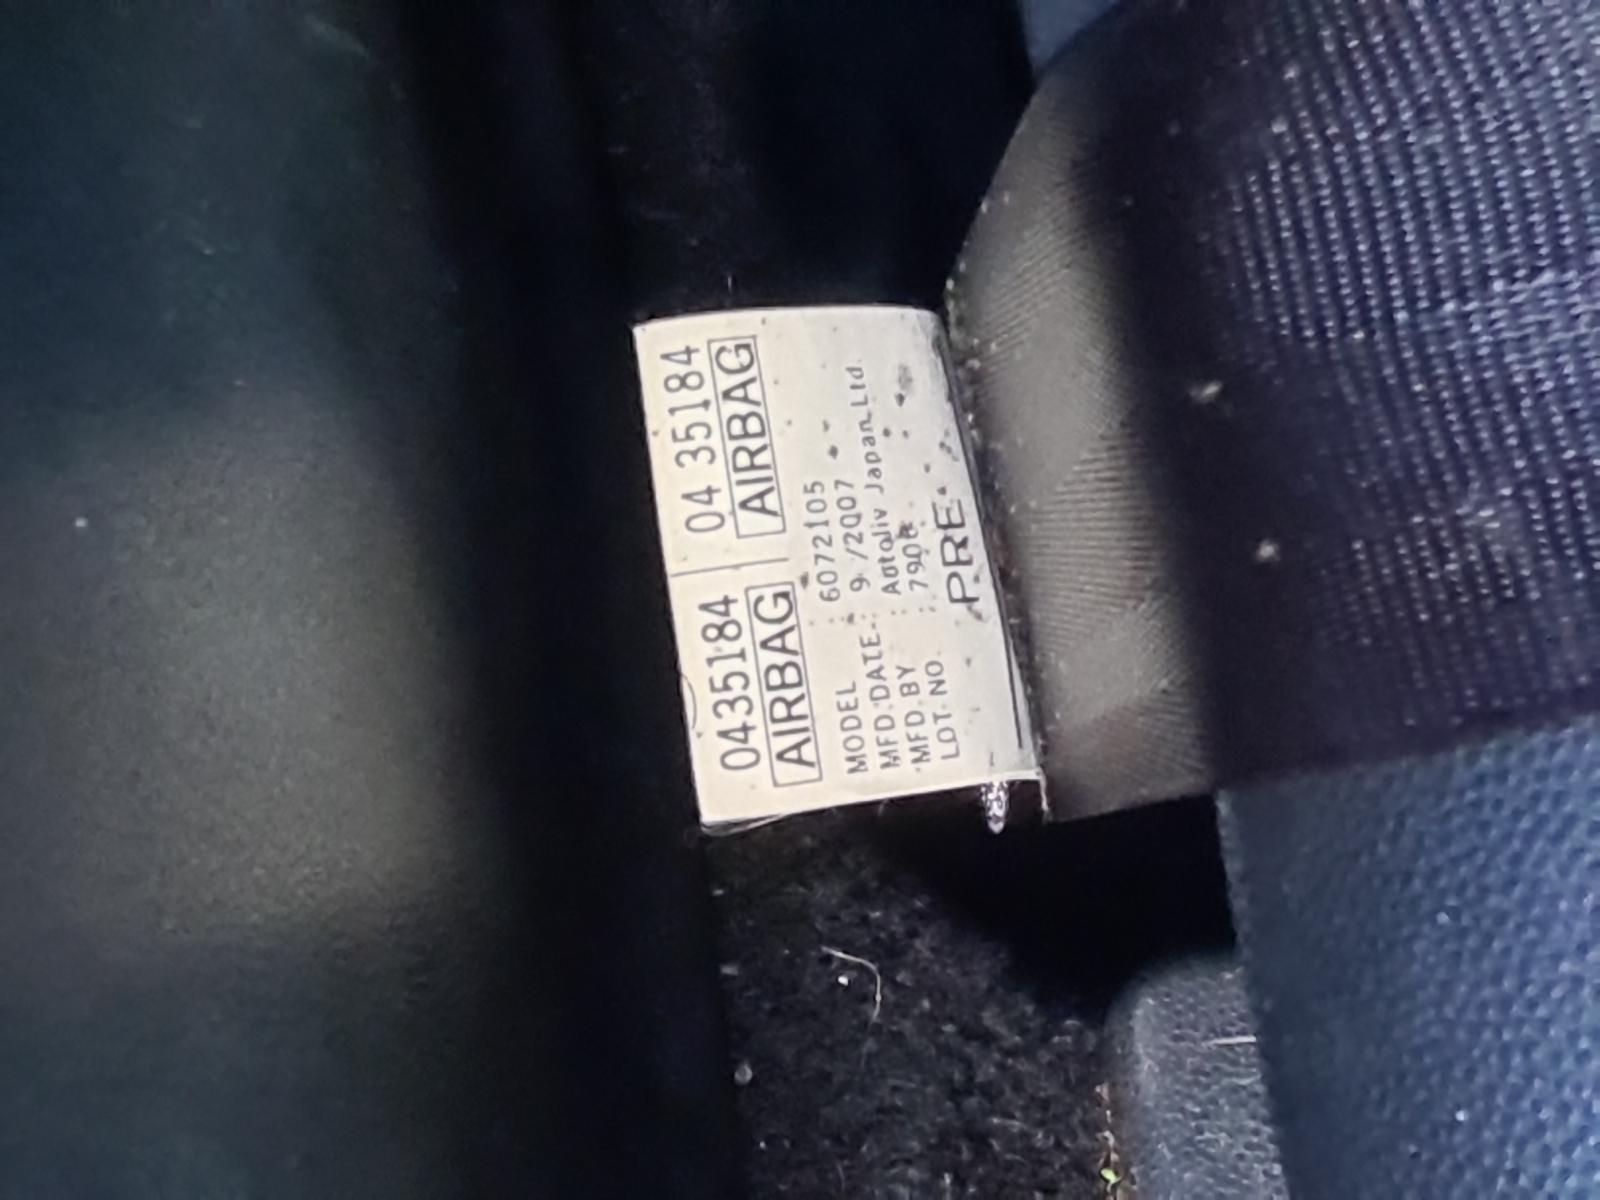 0435184 04 35184
AIRBAG AIRBAG
MODEL : 6072105
MFD.DATE : 9 /2007
MFD.BY : Autoliv Japan.Ltd.
LOT.NO. :
PRE